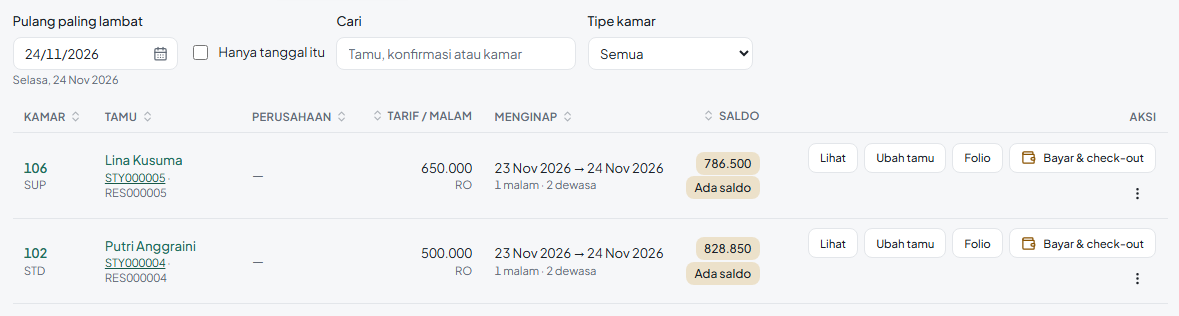 Pulang paling lambat Cari Tipe kamar
24/11/2026 Hanya tanggal itu Tamu, konfirmasi atau kamar Semua
Selasa, 24 Nov 2026
KAMAR TAMU PERUSAHAAN TARIF / MALAM MENGINAP SALDO AKSI
106 Lina Kusuma — 650.000 23 Nov 2026 → 24 Nov 2026 786.500 Lihat Ubah tamu Folio Bayar & check-out
SUP STY000005 · RO 1 malam · 2 dewasa Ada saldo
RES000005
102 Putri Anggraini — 500.000 23 Nov 2026 → 24 Nov 2026 828.850 Lihat Ubah tamu Folio Bayar & check-out
STD STY000004 · RO 1 malam · 2 dewasa Ada saldo
RES000004